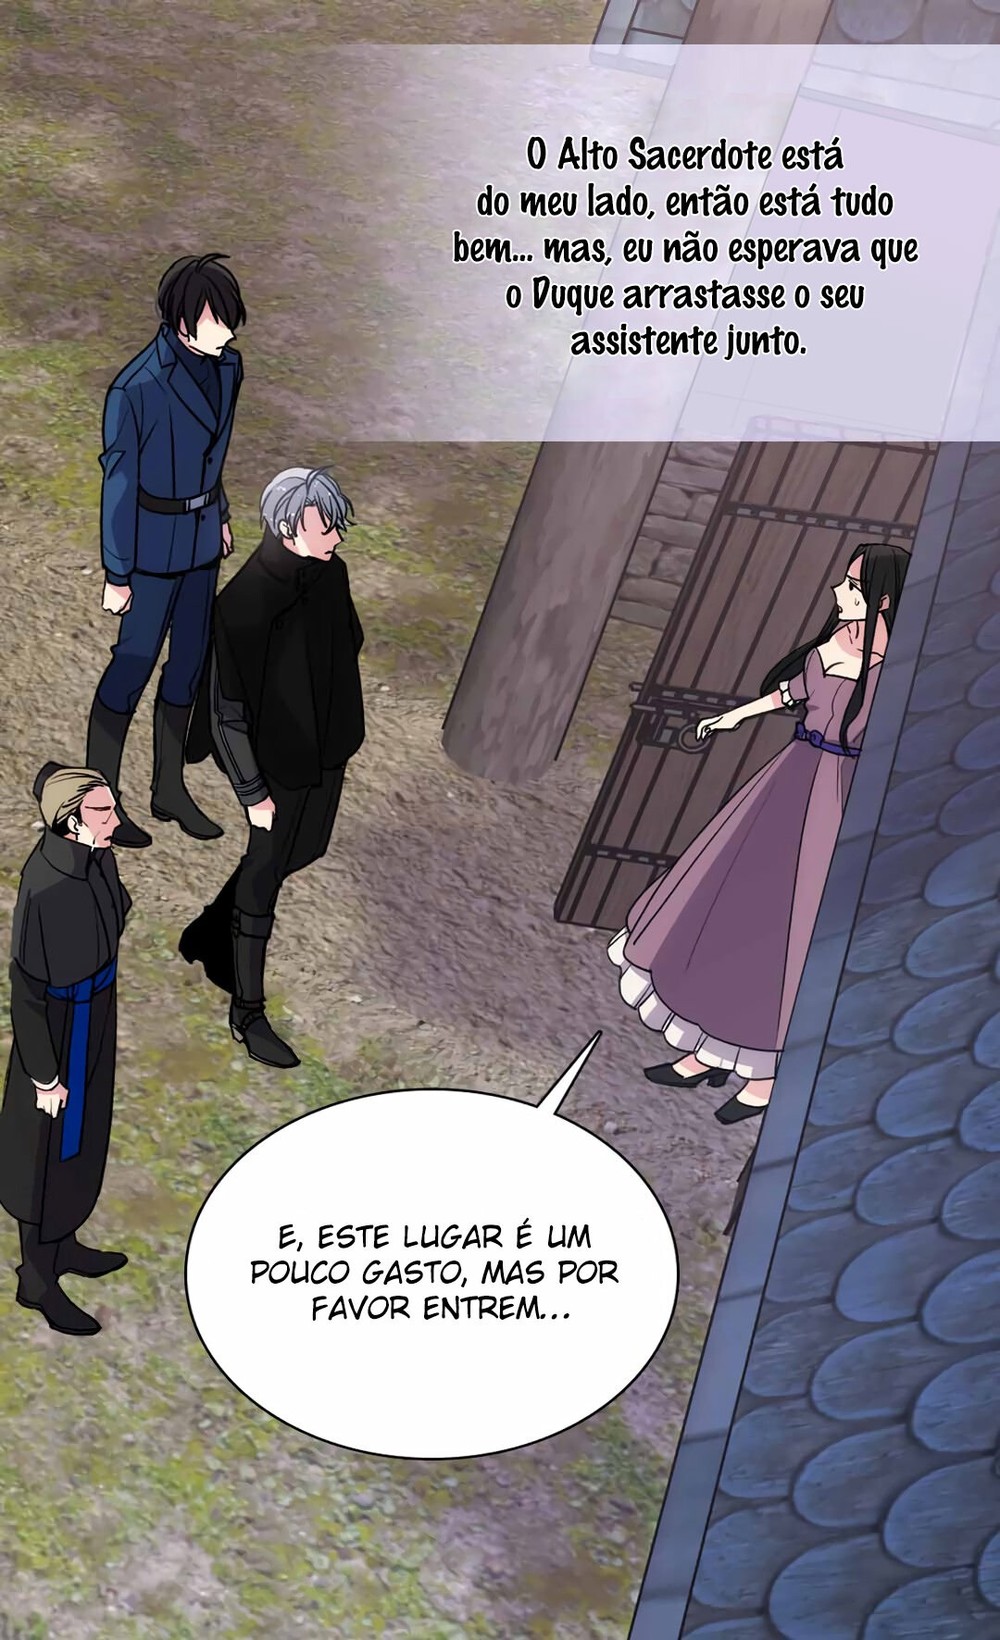 O Alto Sacerdote está
do meu lado, então está tudo
bem... mas, eu não esperava que
o Duque arrastasse o seu
assistente junto.
E, ESTE LUGAR É UM
POUCO GASTO, MAS POR
FAVOR ENTREM...